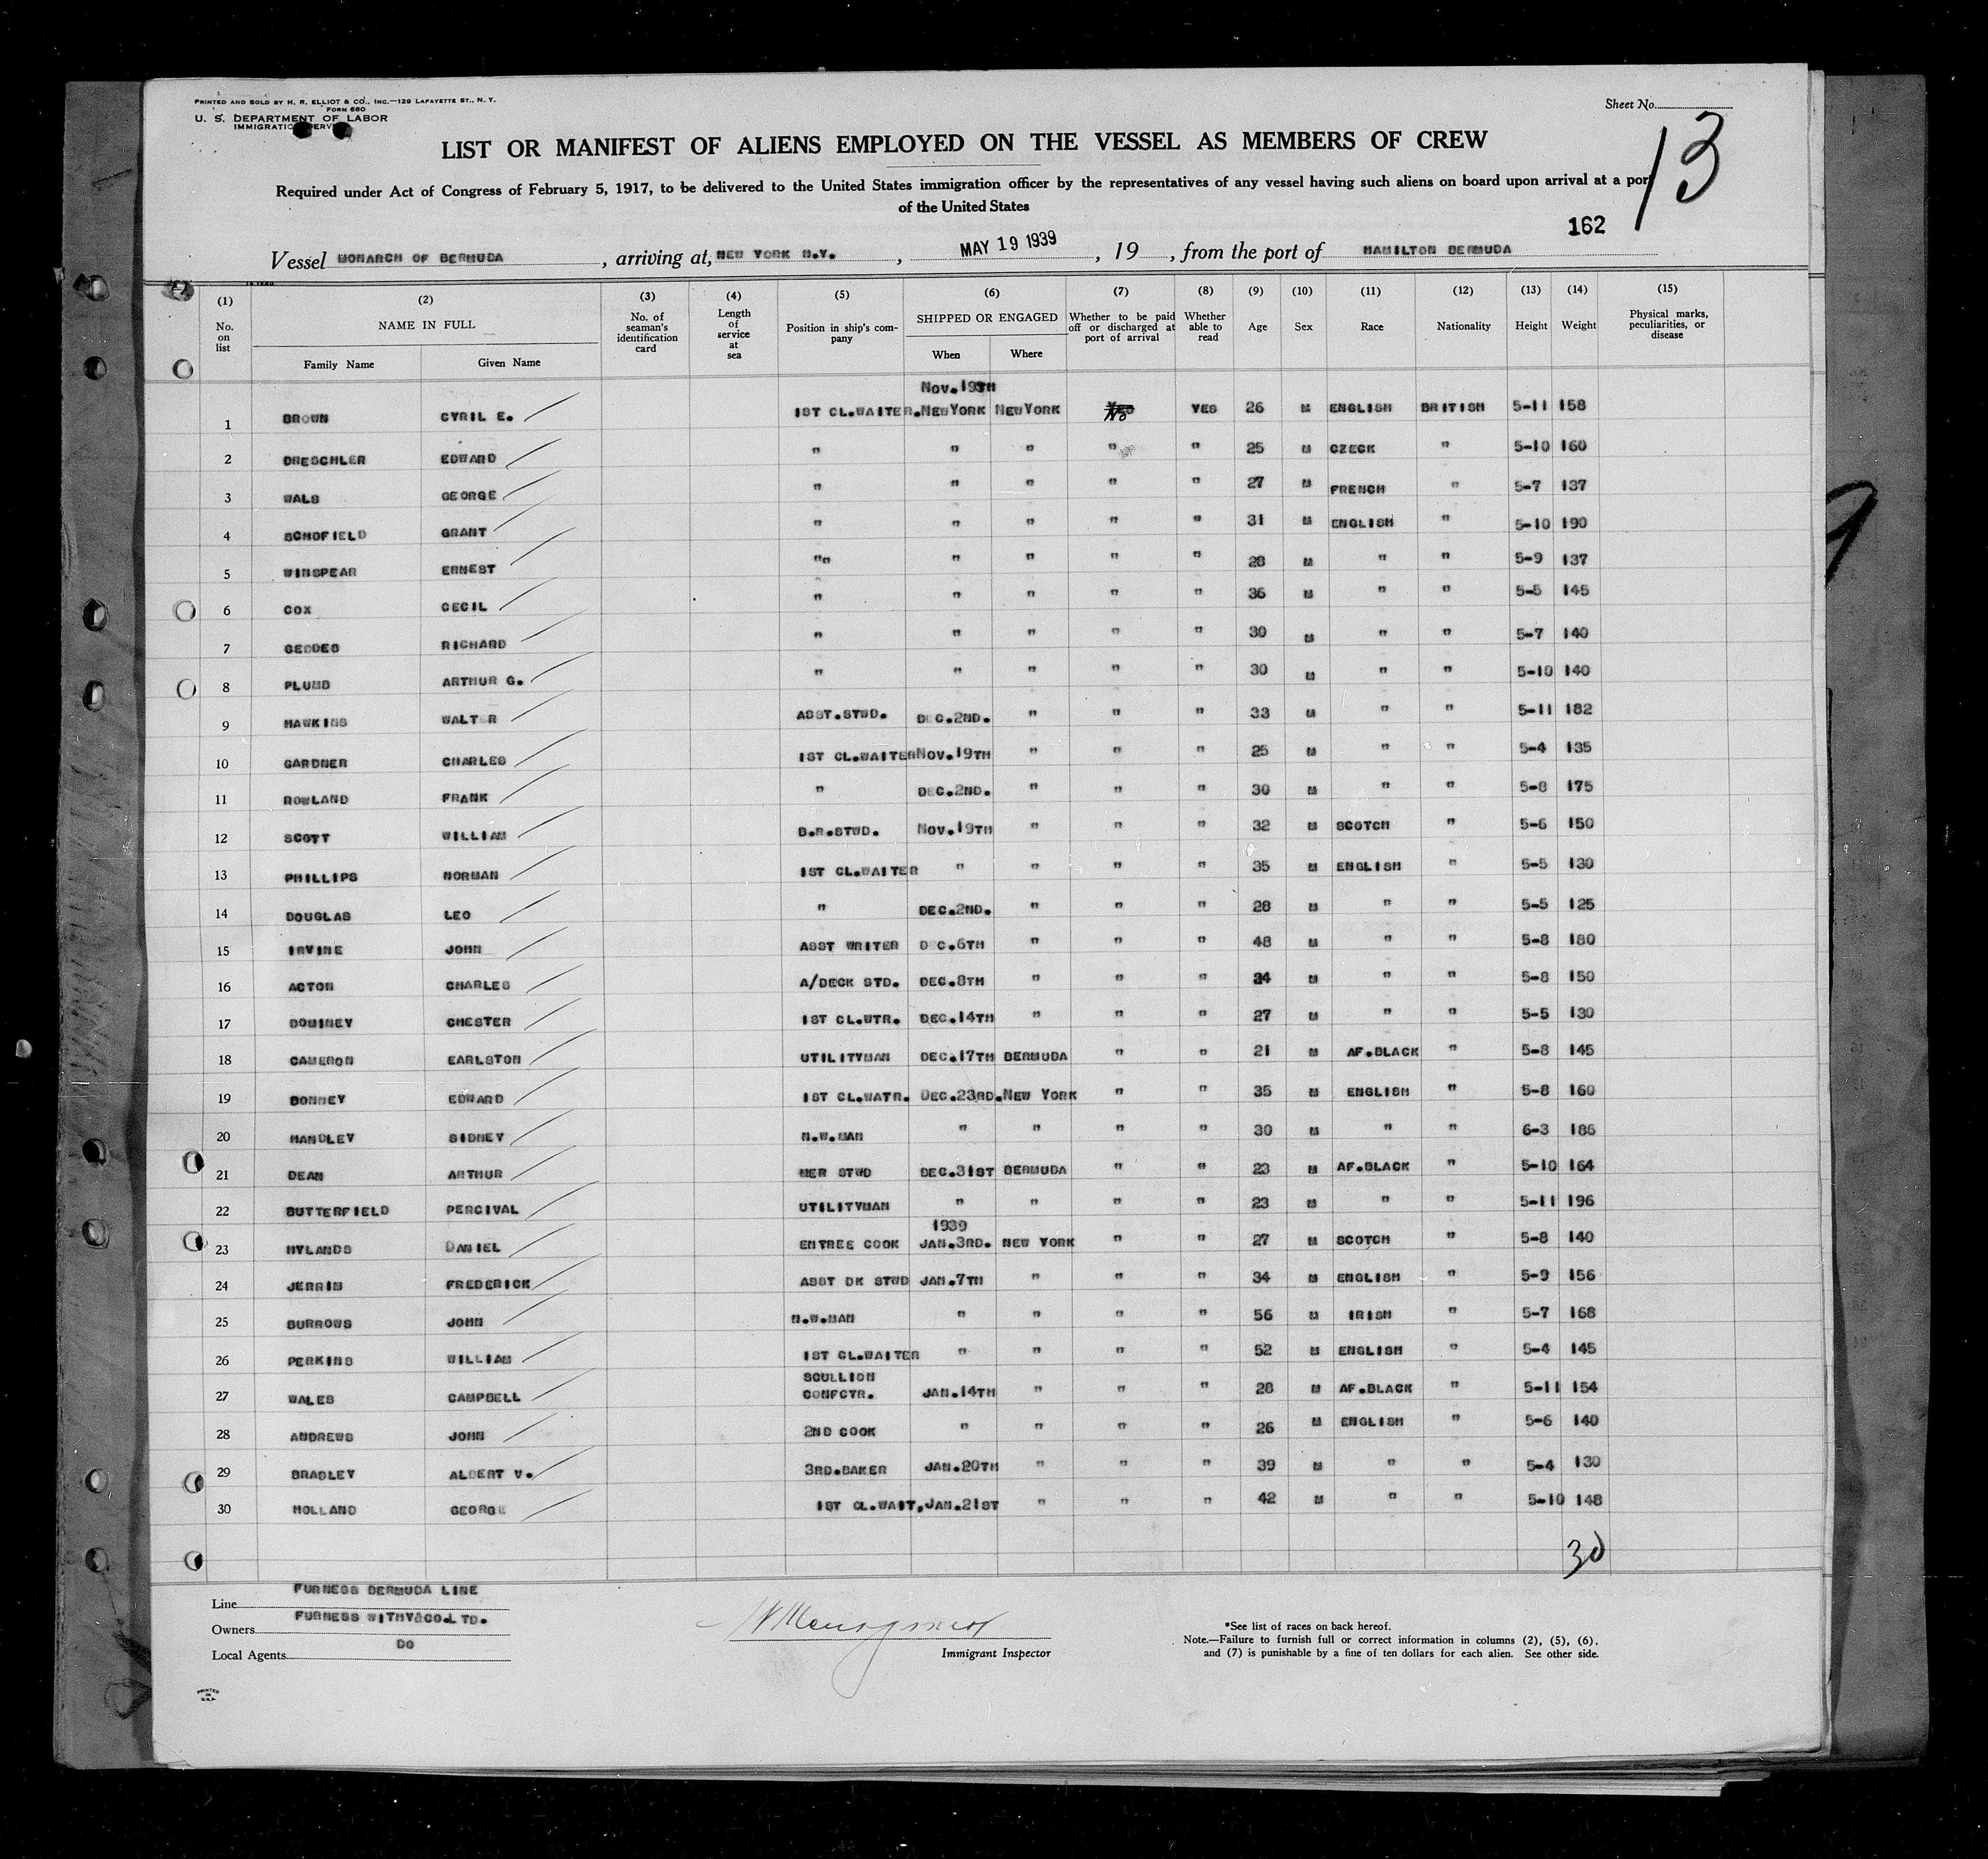 PRINTED AND SOLD BY H. R. ELLIOT & CO., INC.—129 LAFAYETTE ST., N. Y.
FORM 680
U. S. DEPARTMENT OF LABOR
IMMIGRATION SERVICE
Sheet No.
13
LIST OR MANIFEST OF ALIENS EMPLOYED ON THE VESSEL AS MEMBERS OF CREW
Required under Act of Congress of February 5, 1917, to be delivered to the United States immigration officer by the representatives of any vessel having such aliens on board upon arrival at a port
of the United States
162
Vessel MONARCH OF BERMUDA, arriving at, NEW YORK N.Y., MAY 19 1939, 19 , from the port of HAMILTON BERMUDA
(1) (2) (3) (4) (5) (6) (7) (8) (9) (10) (11) (12) (13) (14) (15)
No. on list NAME IN FULL Family Name Given Name No. of seaman's identification card Length of service at sea Position in ship's company SHIPPED OR ENGAGED When Where Whether to be paid off or discharged at port of arrival Whether able to read Age Sex Race Nationality Height Weight Physical marks, peculiarities, or disease
NOV.19TH
1 BROWN CYRIL E. 1ST CL.WAITER. NEWYORK NEWYORK No YES 26 M ENGLISH BRITISH 5-11 158
2 DRESCHLER EDWARD " " " " " 25 M CZECK " 5-10 160
3 WALS GEORGE " " " " " 27 M FRENCH " 5-7 137
4 SCHOFIELD GRANT " " " " " 31 M ENGLISH " 5-10 190
5 WINSPEAR ERNEST "" " " " " 28 M " " 5-9 137
6 COX CECIL " " " " " 36 M " " 5-5 145
7 GEDDES RICHARD " " " " " 30 M " " 5-7 140
8 PLUMB ARTHUR G. " " " " " 30 M " " 5-10 140
9 HAWKINS WALTER ASST.STWD. DEC.2ND. " " " 33 M " " 5-11 182
10 GARDNER CHARLES 1ST CL.WAITER NOV.19TH " " " 25 M " " 5-4 135
11 ROWLAND FRANK " DEC.2ND. " " " 30 M " " 5-8 175
12 SCOTT WILLIAM B.R.STWD. NOV.19TH " " " 32 M SCOTCH " 5-6 150
13 PHILLIPS NORMAN 1ST CL.WAITER " " " " 35 M ENGLISH " 5-5 130
14 DOUGLAS LEO " DEC.2ND. " " " 28 M " " 5-5 125
15 IRVINE JOHN ASST WRITER DEC.6TH " " " 48 M " " 5-8 180
16 ACTON CHARLES A/DECK STD. DEC.8TH " " " 24 M " " 5-8 150
17 DOMINEY CHESTER 1ST CL.WTR. DEC.14TH " " " 27 M " " 5-5 130
18 CAMERON EARLSTON UTILITYMAN DEC.17TH BERMUDA " " 21 M AF.BLACK " 5-8 145
19 BONNEY EDWARD 1ST CL.WATR. DEC.23RD. NEW YORK " " 35 M ENGLISH " 5-8 160
20 HANDLEY SIDNEY N.W.MAN " " " " 30 M " " 6-3 186
21 DEAN ARTHUR MER STWD DEC.31ST BERMUDA " " 23 M AF.BLACK " 5-10 164
22 BUTTERFIELD PERCIVAL UTILITYMAN " " " " 23 M " " 5-11 196
1939
23 HYLANDS DANIEL ENTREE COOK JAN.3RD. NEW YORK " " 27 M SCOTCH " 5-8 140
24 JERRIM FREDERICK ASST DK STWD JAN.7TH " " " 34 M ENGLISH " 5-9 156
25 BURROWS JOHN N.W.MAN " " " " 56 M IRISH " 5-7 168
26 PERKINS WILLIAM 1ST CL.WAITER " " " " 52 M ENGLISH " 5-4 145
27 WALES CAMPBELL SCULLION CONFCTR. JAN.14TH " " " 28 M AF.BLACK " 5-11 154
28 ANDREWS JOHN 2ND COOK " " " " 26 M ENGLISH " 5-6 140
29 BRADLEY ALBERT V. 3RD.BAKER JAN.20TH " " " 39 M " " 5-4 130
30 HOLLAND GEORGE 1ST CL.WAIT, JAN.21ST " " " 42 M " " 5-10 148
30
Line FURNESS BERMUDA LINE
Owners FURNESS WITHY&CO.LTD.
Local Agents DO
Immigrant Inspector
*See list of races on back hereof.
Note.—Failure to furnish full or correct information in columns (2), (5), (6),
and (7) is punishable by a fine of ten dollars for each alien. See other side.
PRINTED
IN
U.S.A.